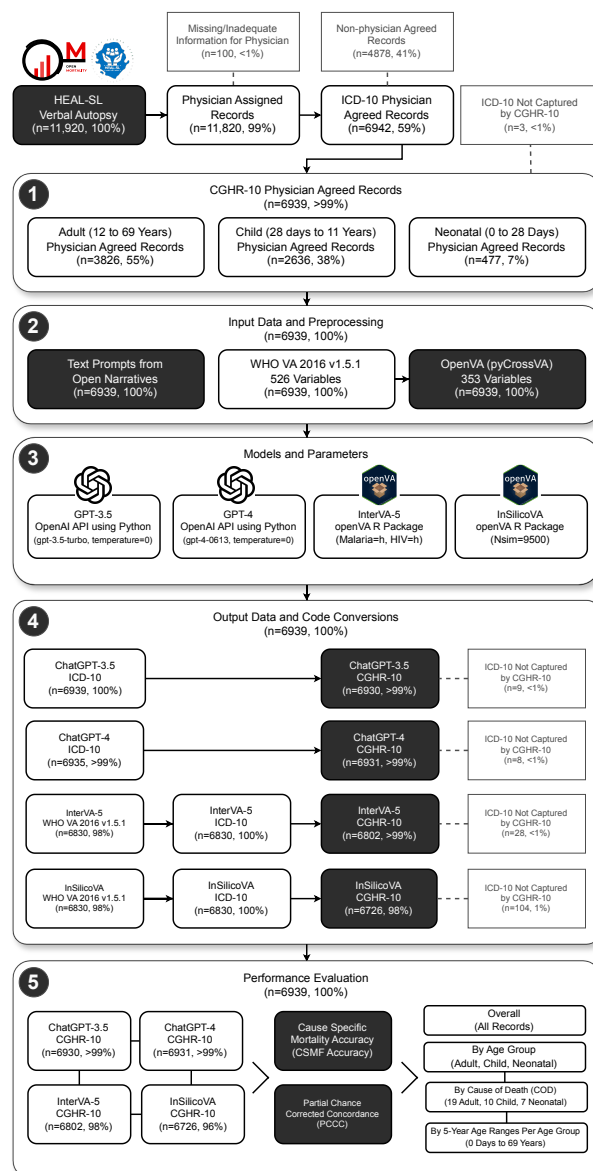 Missing/Inadequate
Information for Physician
(n=100, <1%)
Non-physician Agreed
Records
(n=4878, 41%)
M
OPEN
MORTALITY
HEAL-SL
HEAL-SL
Verbal Autopsy
(n=11,920, 100%)
Physician Assigned
Records
(n=11,820, 99%)
ICD-10 Physician
Agreed Records
(n=6942, 59%)
ICD-10 Not Captured by
CGHR-10
(n=3, <1%)
1
CGHR-10 Physician Agreed Records
(n=6939, >99%)
Adult (12 to 69 Years)
Physician Agreed Records
(n=3826, 55%)
Child (28 days to 11 Years)
Physician Agreed Records
(n=2636, 38%)
Neonatal (0 to 28 Days)
Physician Agreed Records
(n=477, 7%)
2
Input Data and Preprocessing
(n=6939, 100%)
Text Prompts from
Open Narratives
(n=6939, 100%)
WHO VA 2016 v1.5.1
526 Variables
(n=6939, 100%)
OpenVA (pyCrossVA)
353 Variables
(n=6939, 100%)
3
Models and Parameters
GPT-3.5
OpenAI API using Python
(gpt-3.5-turbo, temperature=0)
GPT-4
OpenAI API using Python
(gpt-4-0613, temperature=0)
openVA
InterVA-5
openVA R Package
(Malaria=h, HIV=h)
openVA
InSilicoVA
openVA R Package
(Nsim=9500)
4
Output Data and Code Conversions
(n=6939, 100%)
ChatGPT-3.5
ICD-10
(n=6939, 100%)
ChatGPT-3.5
CGHR-10
(n=6930, >99%)
ICD-10 Not Captured
by CGHR-10
(n=9, <1%)
ChatGPT-4
ICD-10
(n=6935, >99%)
ChatGPT-4
CGHR-10
(n=6931, >99%)
ICD-10 Not Captured
by CGHR-10
(n=8, <1%)
InterVA-5
WHO VA 2016 v1.5.1
(n=6830, 98%)
InterVA-5
ICD-10
(n=6830, 100%)
InterVA-5
CGHR-10
(n=6802, >99%)
ICD-10 Not Captured
by CGHR-10
(n=28, <1%)
InSilicoVA
WHO VA 2016 v1.5.1
(n=6830, 98%)
InSilicoVA
ICD-10
(n=6830, 100%)
InSilicoVA
CGHR-10
(n=6726, 98%)
ICD-10 Not Captured
by CGHR-10
(n=104, 1%)
5
Performance Evaluation
(n=6939, 100%)
ChatGPT-3.5
CGHR-10
(n=6930, >99%)
ChatGPT-4
CGHR-10
(n=6931, >99%)
InterVA-5
CGHR-10
(n=6802, 98%)
InSilicoVA
CGHR-10
(n=6726, 96%)
Cause Specific
Mortality Accuracy
(CSMF Accuracy)
Partial Chance
Corrected Concordance
(PCCC)
Overall
(All Records)
By Age Group
(Adult, Child, Neonatal)
By Cause of Death (COD)
(19 Adult, 10 Child, 7 Neonatal)
By 5-Year Age Ranges Per Age Group
(0 Days to 69 Years)